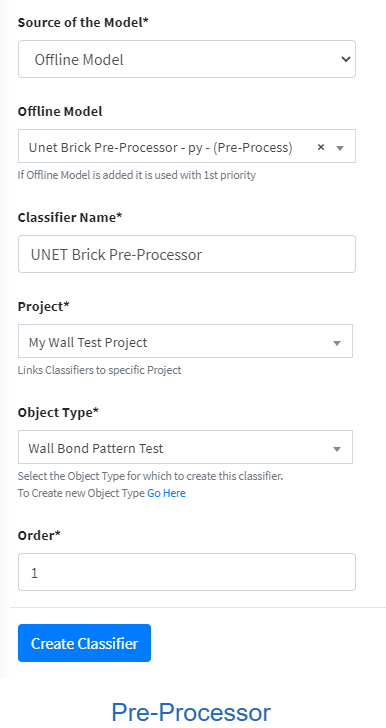 Source of the Model*
Offline Model
Offline Model
Unet Brick Pre-Processor - py - (Pre-Process) ×
If Offline Model is added it is used with 1st priority
Classifier Name*
UNET Brick Pre-Processor
Project*
My Wall Test Project
Links Classifiers to specific Project
Object Type*
Wall Bond Pattern Test
Select the Object Type for which to create this classifier.
To Create new Object Type Go Here
Order*
1
Create Classifier
Pre-Processor